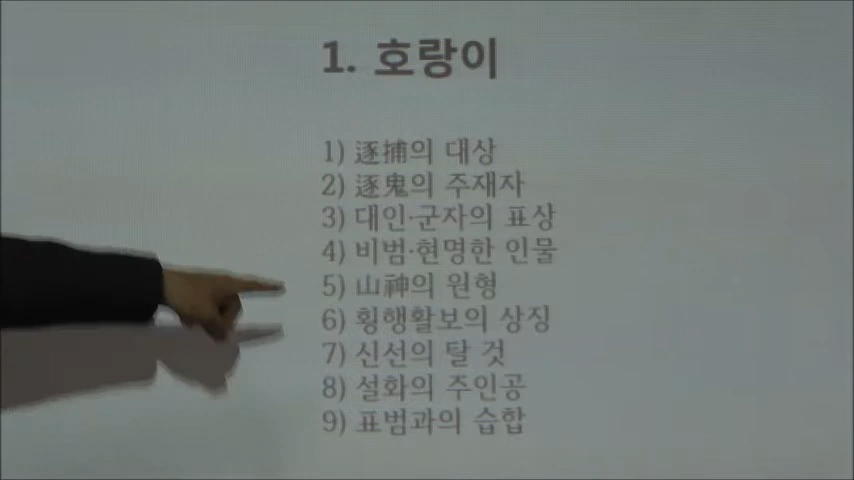 1. 호랑이
1) 逐捕의 대상
2) 逐鬼의 주재자
3) 대인·군자의 표상
4) 비범·현명한 인물
5) 山神의 원형
6) 횡행활보의 상징
7) 신선의 탈 것
8) 설화의 주인공
9) 표범과의 습합